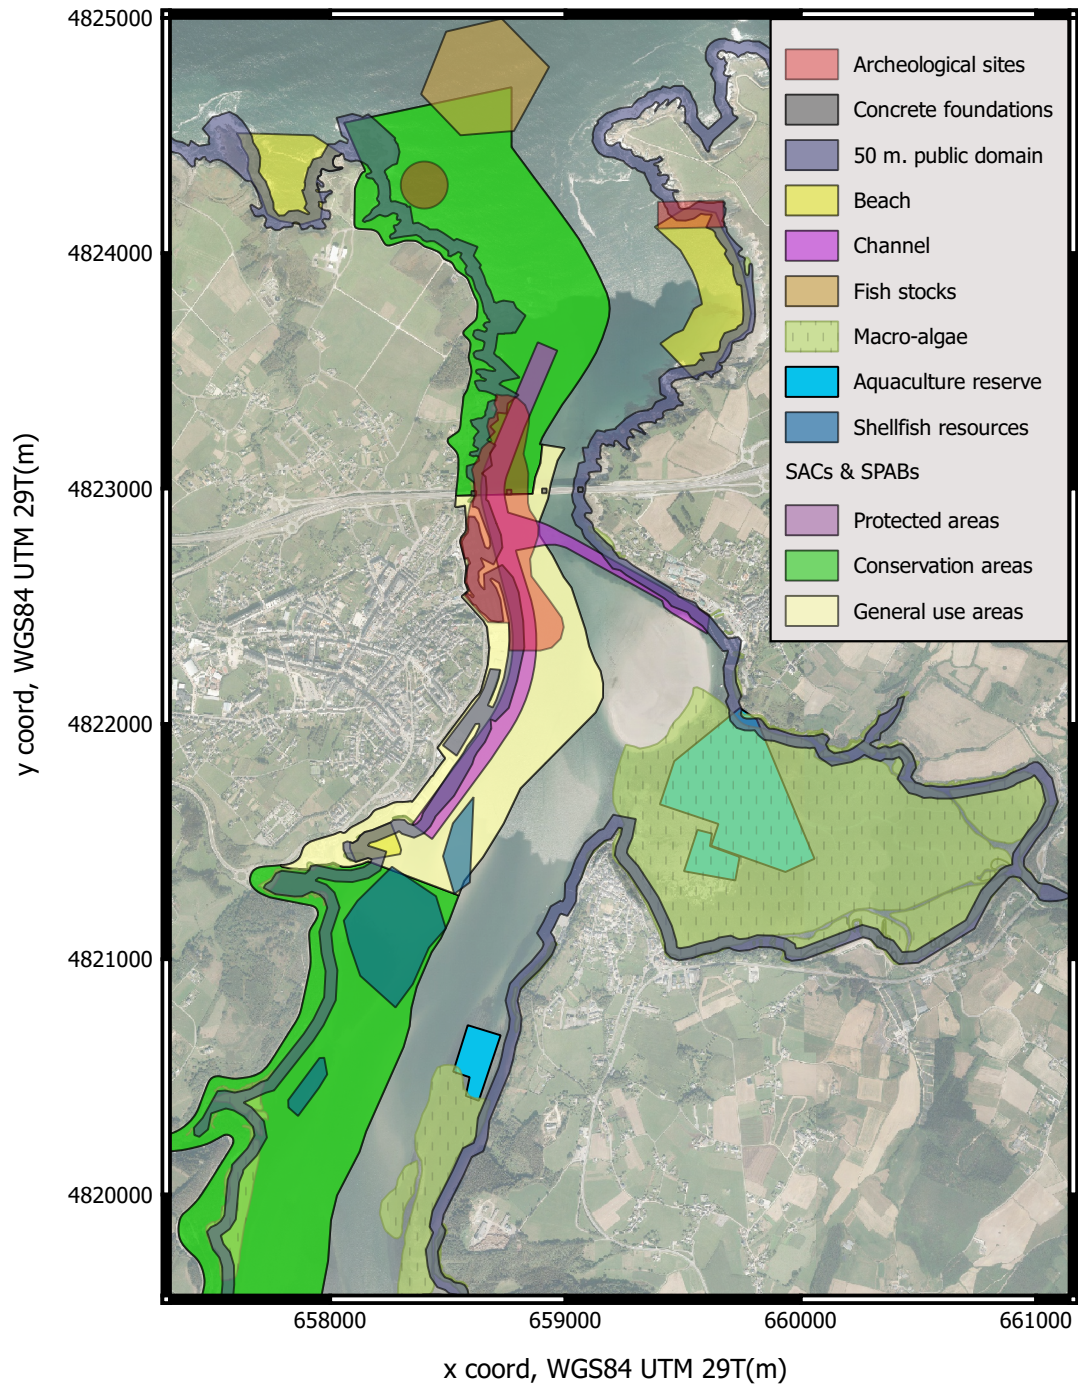 4825000
4824000
4823000
4822000
4821000
4820000
y coord, WGS84 UTM 29T(m)
Archeological sites
Concrete foundations
50 m. public domain
Beach
Channel
Fish stocks
Macro-algae
Aquaculture reserve
Shellfish resources
SACs & SPABs
Protected areas
Conservation areas
General use areas
658000
659000
660000
661000
x coord, WGS84 UTM 29T(m)